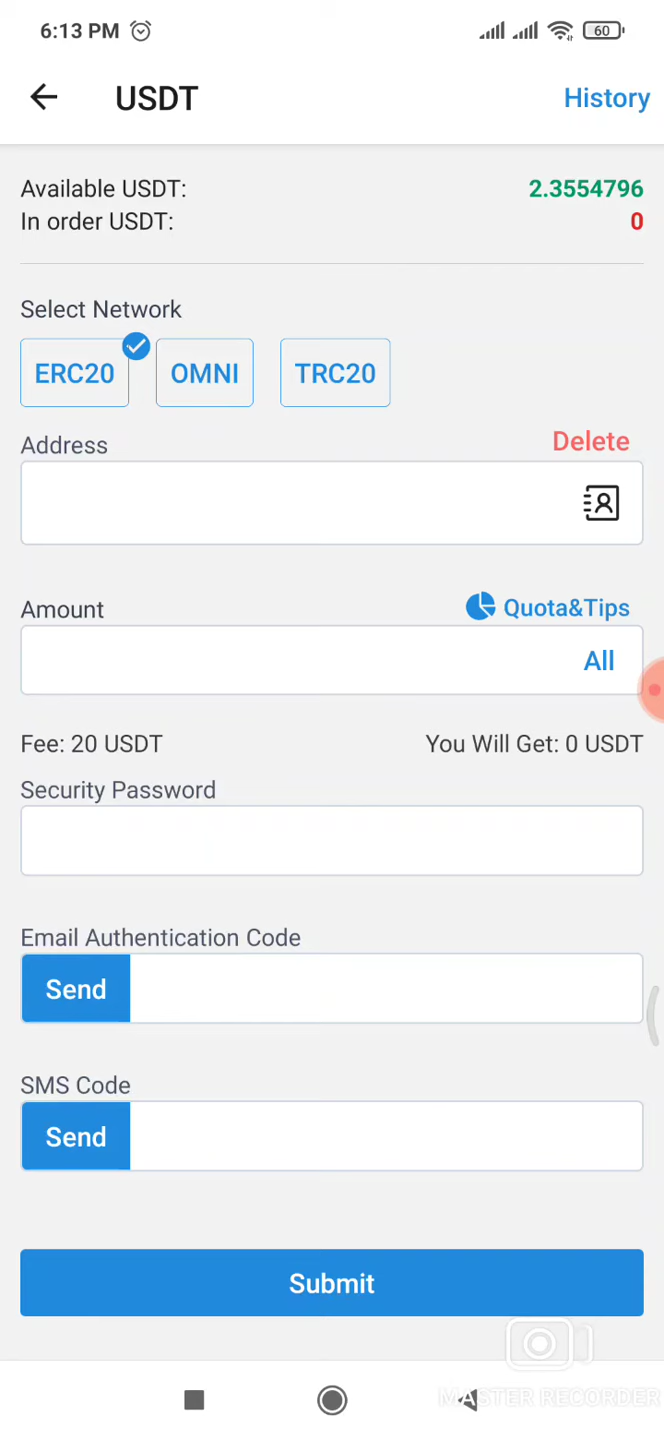 6:13 PM 60
USDT History
Available USDT: 2.3554796
In order USDT: 0
Select Network
ERC20 OMNI TRC20
Address Delete
Amount Quota&Tips
All
Fee: 20 USDT You Will Get: 0 USDT
Security Password
Email Authentication Code
Send
SMS Code
Send
Submit
MASTER RECORDER